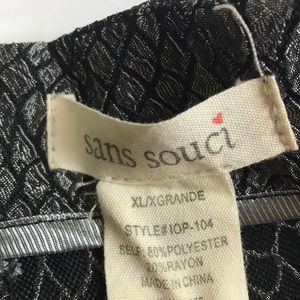 sans souci
XL/XGRANDE
STYLE#IOP-104
SELF: 80%POLYESTER
20%RAYON
MADE IN CHINA